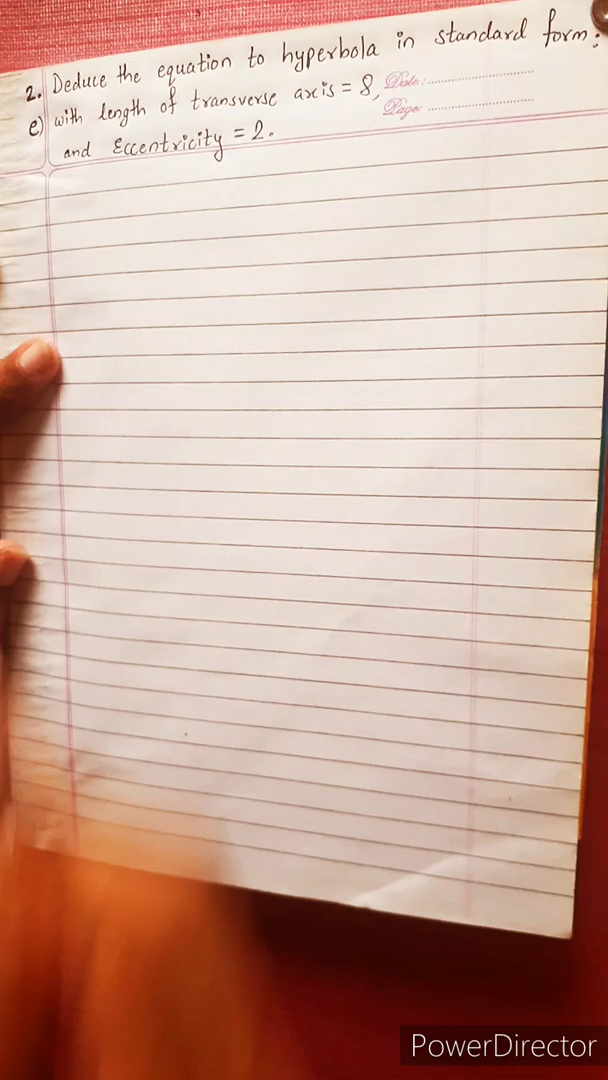 2. Deduce the equation to hyperbola in standard form:
e) with length of transverse axis = 8,
Date:
Page:
and Eccentricity = 2.
PowerDirector